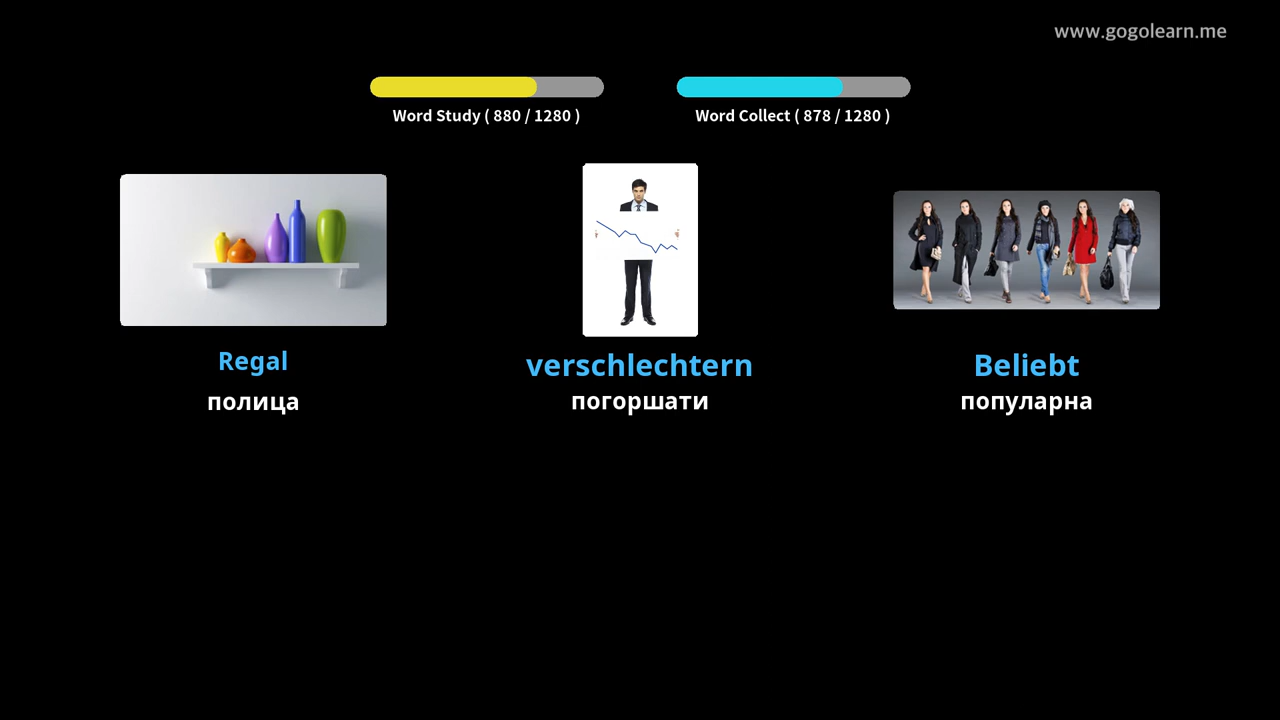 www.gogolearn.me
Word Study ( 880 / 1280 )
Word Collect ( 878 / 1280 )
Regal
verschlechtern
Beliebt
полица
погоршати
популарна